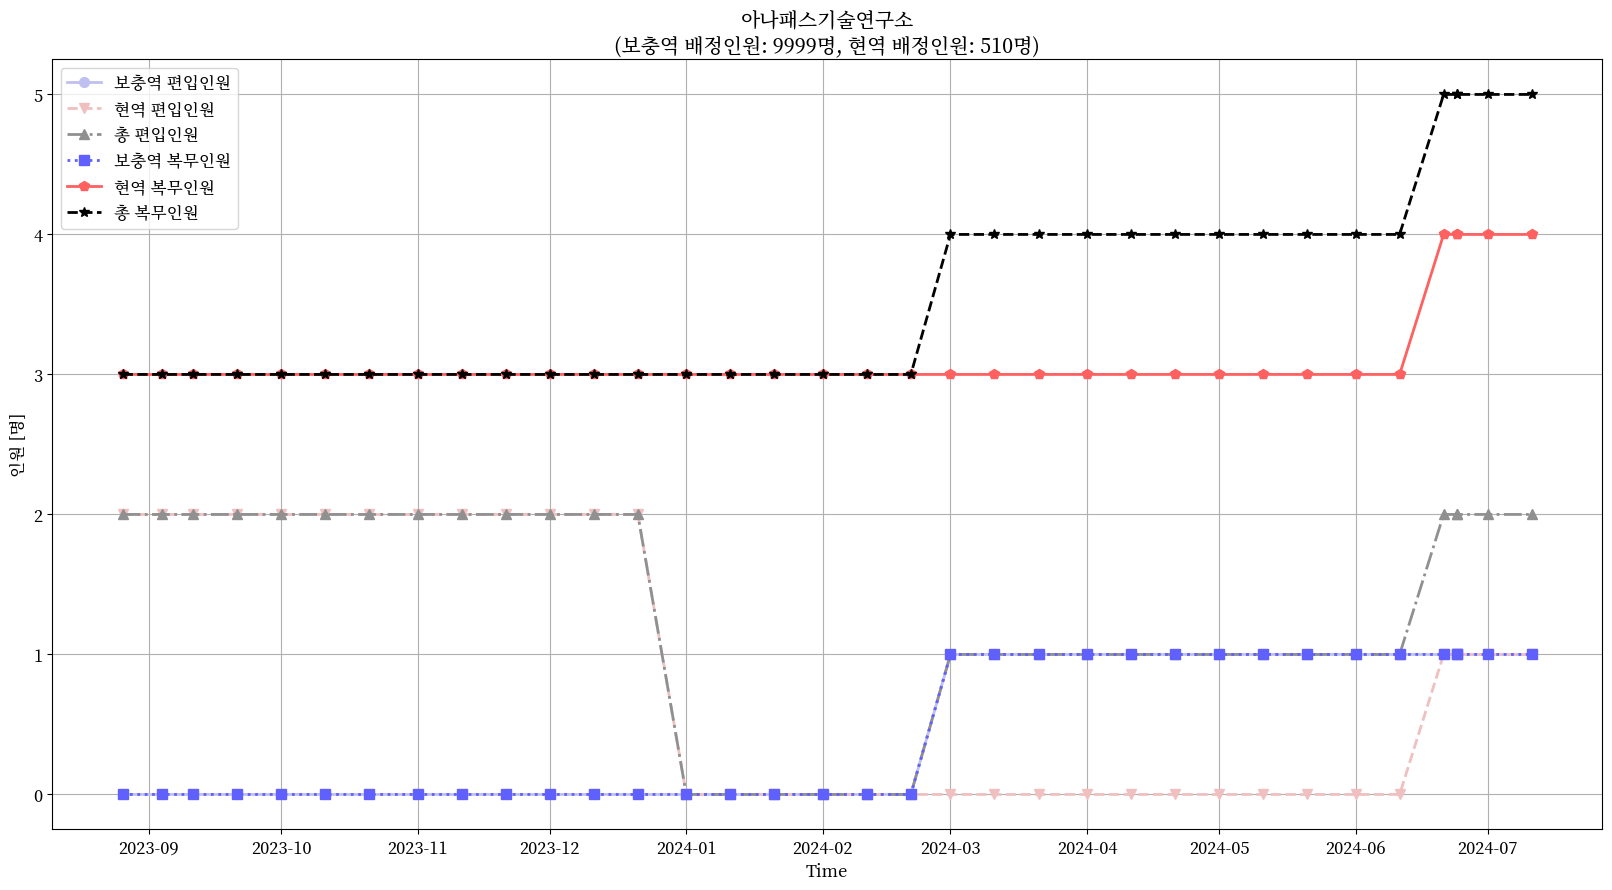 아나패스기술연구소
(보충역 배정인원: 9999명, 현역 배정인원: 510명)
보충역 편입인원
현역 편입인원
총 편입인원
보충역 복무인원
현역 복무인원
총 복무인원
인원 [명]
5
4
3
2
1
0
2023-09 2023-10 2023-11 2023-12 2024-01 2024-02 2024-03 2024-04 2024-05 2024-06 2024-07
Time